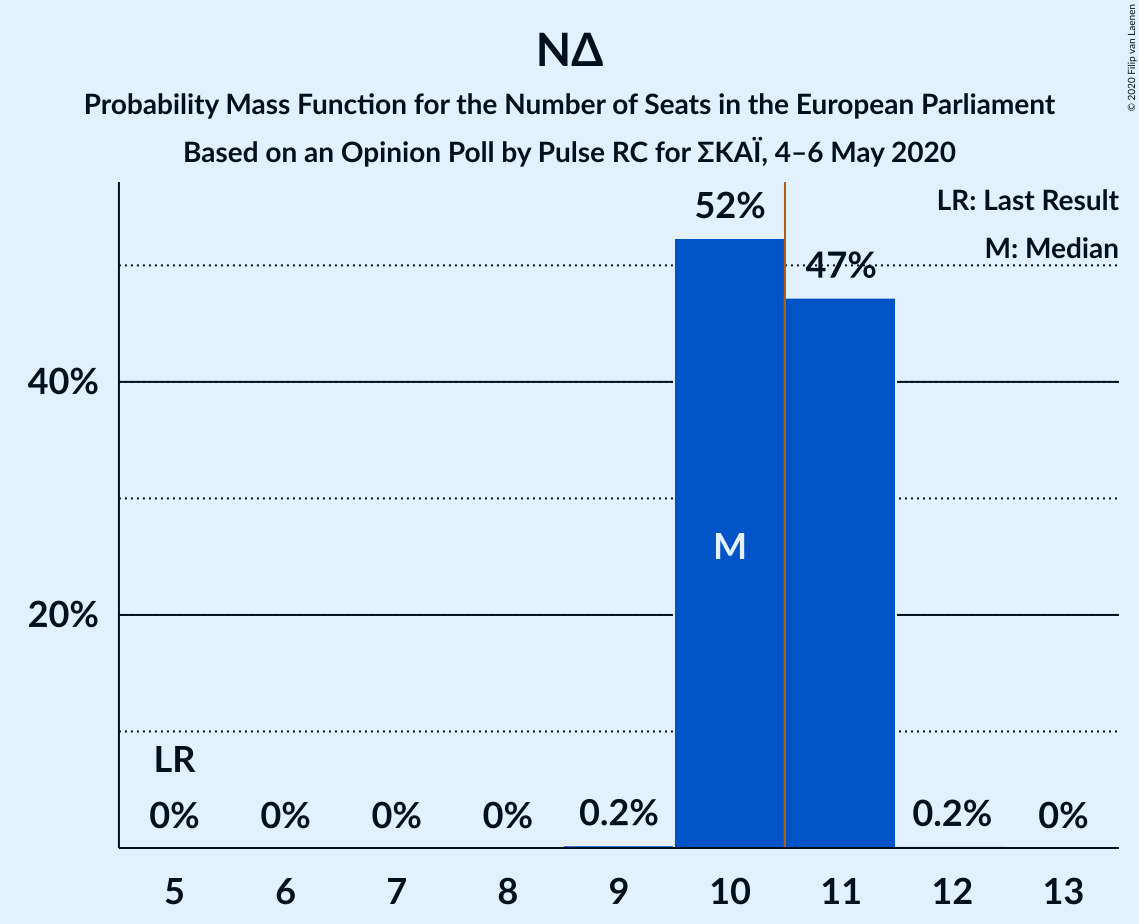 ΝΔ
Probability Mass Function for the Number of Seats in the European Parliament
Based on an Opinion Poll by Pulse RC for ΣΚΑΪ, 4–6 May 2020
© 2020 Filip van Laenen
LR: Last Result
M: Median
52%
47%
40%
M
20%
LR
0%
0%
0%
0%
0.2%
0.2%
0%
5
6
7
8
9
10
11
12
13